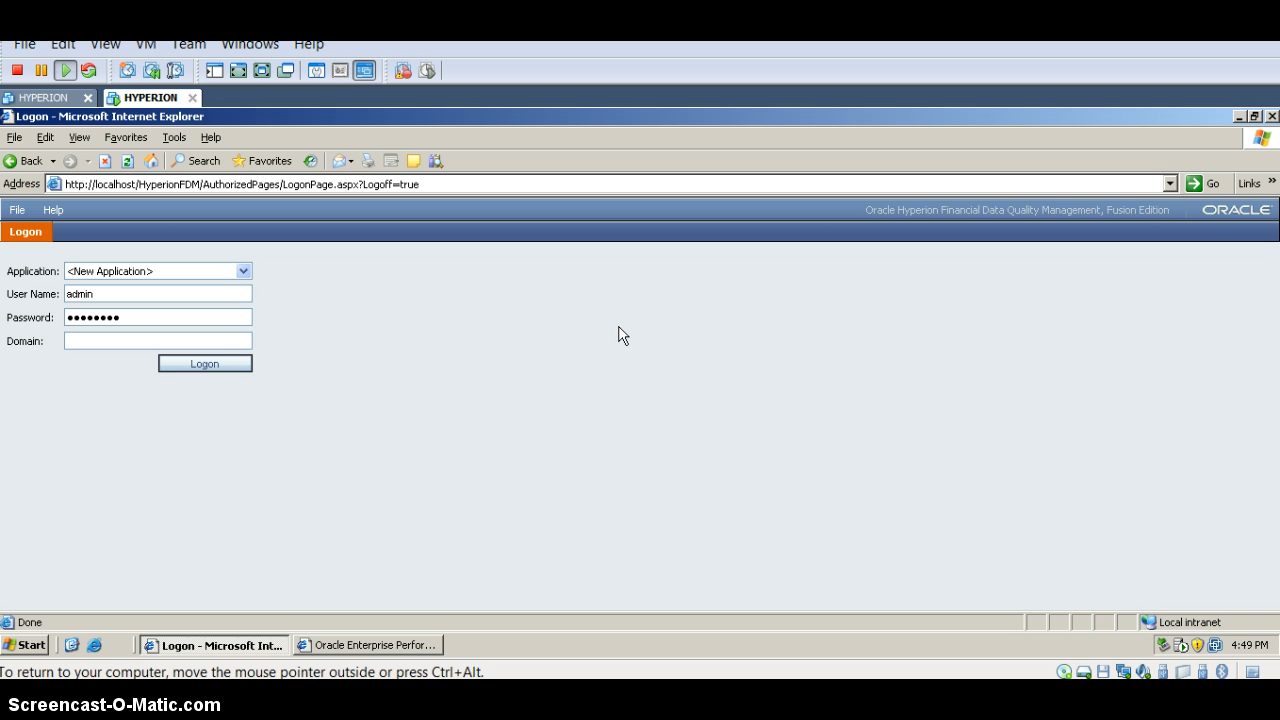 File Edit View VM Team Windows Help
HYPERION HYPERION
Logon - Microsoft Internet Explorer
File Edit View Favorites Tools Help
Back Search Favorites
Address http://localhost/HyperionFDM/AuthorizedPages/LogonPage.aspx?Logoff=true Go Links »
File Help Oracle Hyperion Financial Data Quality Management, Fusion Edition ORACLE
Logon
Application: <New Application>
User Name: admin
Password: ••••••••
Domain:
Logon
Done Local intranet
Start Logon - Microsoft Int... Oracle Enterprise Perfor... 4:49 PM
To return to your computer, move the mouse pointer outside or press Ctrl+Alt.
Screencast-O-Matic.com